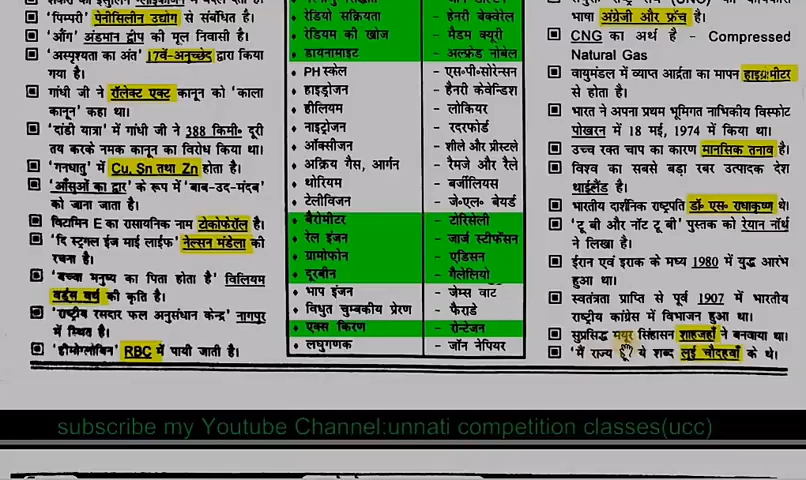 'पिम्परी' पेनीसीलीन उद्योग से संबंधित है।
'ओंग' अंडमान द्वीप की मूल निवासी है।
'अस्पृश्यता का अंत' 17वें-अनुच्छेद द्वारा किया
गया है।
गांधी जी ने रॉलेक्ट एक्ट कानून को 'काला
कानून' कहा था।
'दांडी यात्रा' में गांधी जी ने 388 किमी॰ दूरी
तय करके नमक कानून का विरोध किया था।
'गनधातु' में Cu, Sn तथा Zn होता है।
'आँसुओं का द्वार' के रूप में 'बाब-उद-मंदब'
को जाना जाता है।
विटामिन E का रासायनिक नाम टोकोफेरॉल है।
'दि स्ट्रगल ईज माई लाईफ' नेल्सन मंडेला की
रचना है।
'बच्चा मनुष्य का पिता होता है' विलियम
वर्ड्स वर्थ की कृति है।
'राष्ट्रीय रसदार फल अनुसंधान केन्द्र' नागपुर
में स्थित है।
'हीमोग्लोबिन' RBC में पायी जाती है।
रेडियो सक्रियता - हेनरी बेक्वेरेल
रेडियम की खोज - मैडम क्यूरी
डायनामाइट - अल्फ्रेड नोबेल
PH स्केल - एस॰पी॰सोरेन्सन
हाइड्रोजन - हैनरी केवेन्डिश
हीलियम - लोकियर
नाइट्रोजन - रदरफोर्ड
ऑक्सीजन - शीले और प्रीस्टले
अक्रिय गैस, आर्गन - रैमजे और रैले
थोरियम - बर्जीलियस
टेलीविजन - जे॰एल॰ बेयर्ड
बैरोमीटर - टोरिसेली
रेल इंजन - जार्ज स्टीफेंसन
ग्रामोफोन - एडिसन
दूरबीन - गैलेलियो
भाप इंजन - जेम्स वाट
विधुत चुम्बकीय प्रेरण - फैराडे
एक्स किरण - रोन्टेजन
लघुगणक - जॉन नेपियर
भाषा अंग्रेजी और फ्रेंच है।
CNG का अर्थ है - Compressed
Natural Gas
वायुमंडल में व्याप्त आर्द्रता का मापन हाइग्रोमीटर
से होता है।
भारत ने अपना प्रथम भूमिगत नाभिकीय विस्फोट
पोखरन में 18 मई, 1974 में किया था।
उच्च रक्त चाप का कारण मानसिक तनाव है।
विश्व का सबसे बड़ा रबर उत्पादक देश
थाईलैंड है।
भारतीय दार्शनिक राष्ट्रपति डॉ॰ एस॰ राधाकृष्ण थे।
'टू बी और नॉट टू बी' पुस्तक को रेयान नॉर्थ
ने लिखा है।
ईरान एवं इराक के मध्य 1980 में युद्ध आरंभ
हुआ था।
स्वतंत्रता प्राप्ति से पूर्व 1907 में भारतीय
राष्ट्रीय कांग्रेस में विभाजन हुआ था।
सुप्रसिद्ध मयूर सिंहासन शाहजहाँ ने बनवाया था।
'मैं राज्य हूँ' ये शब्द लुई चौदहवाँ के थे।
subscribe my Youtube Channel:unnati competition classes(ucc)